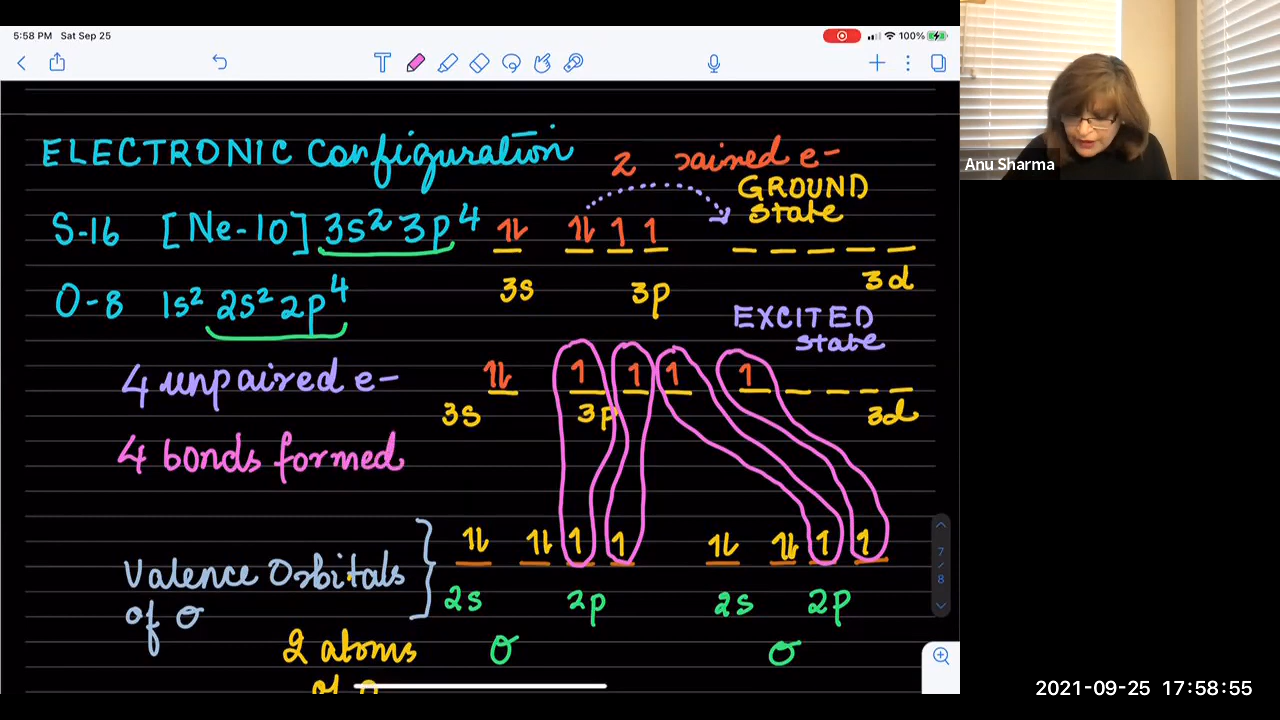 5:58 PM Sat Sep 25
100%
ELECTRONIC Configuration
2 paired e-
GROUND
state
S-16 [Ne-10] 3s² 3p⁴
3s
3p
3d
O-8 1s² 2s² 2p⁴
EXCITED
state
4 unpaired e-
3s
3p
3d
4 bonds formed
Valence Orbitals
of O
2s
2p
2s
2p
2 atoms
O
O
7
/
8
Anu Sharma
2021-09-25 17:58:55